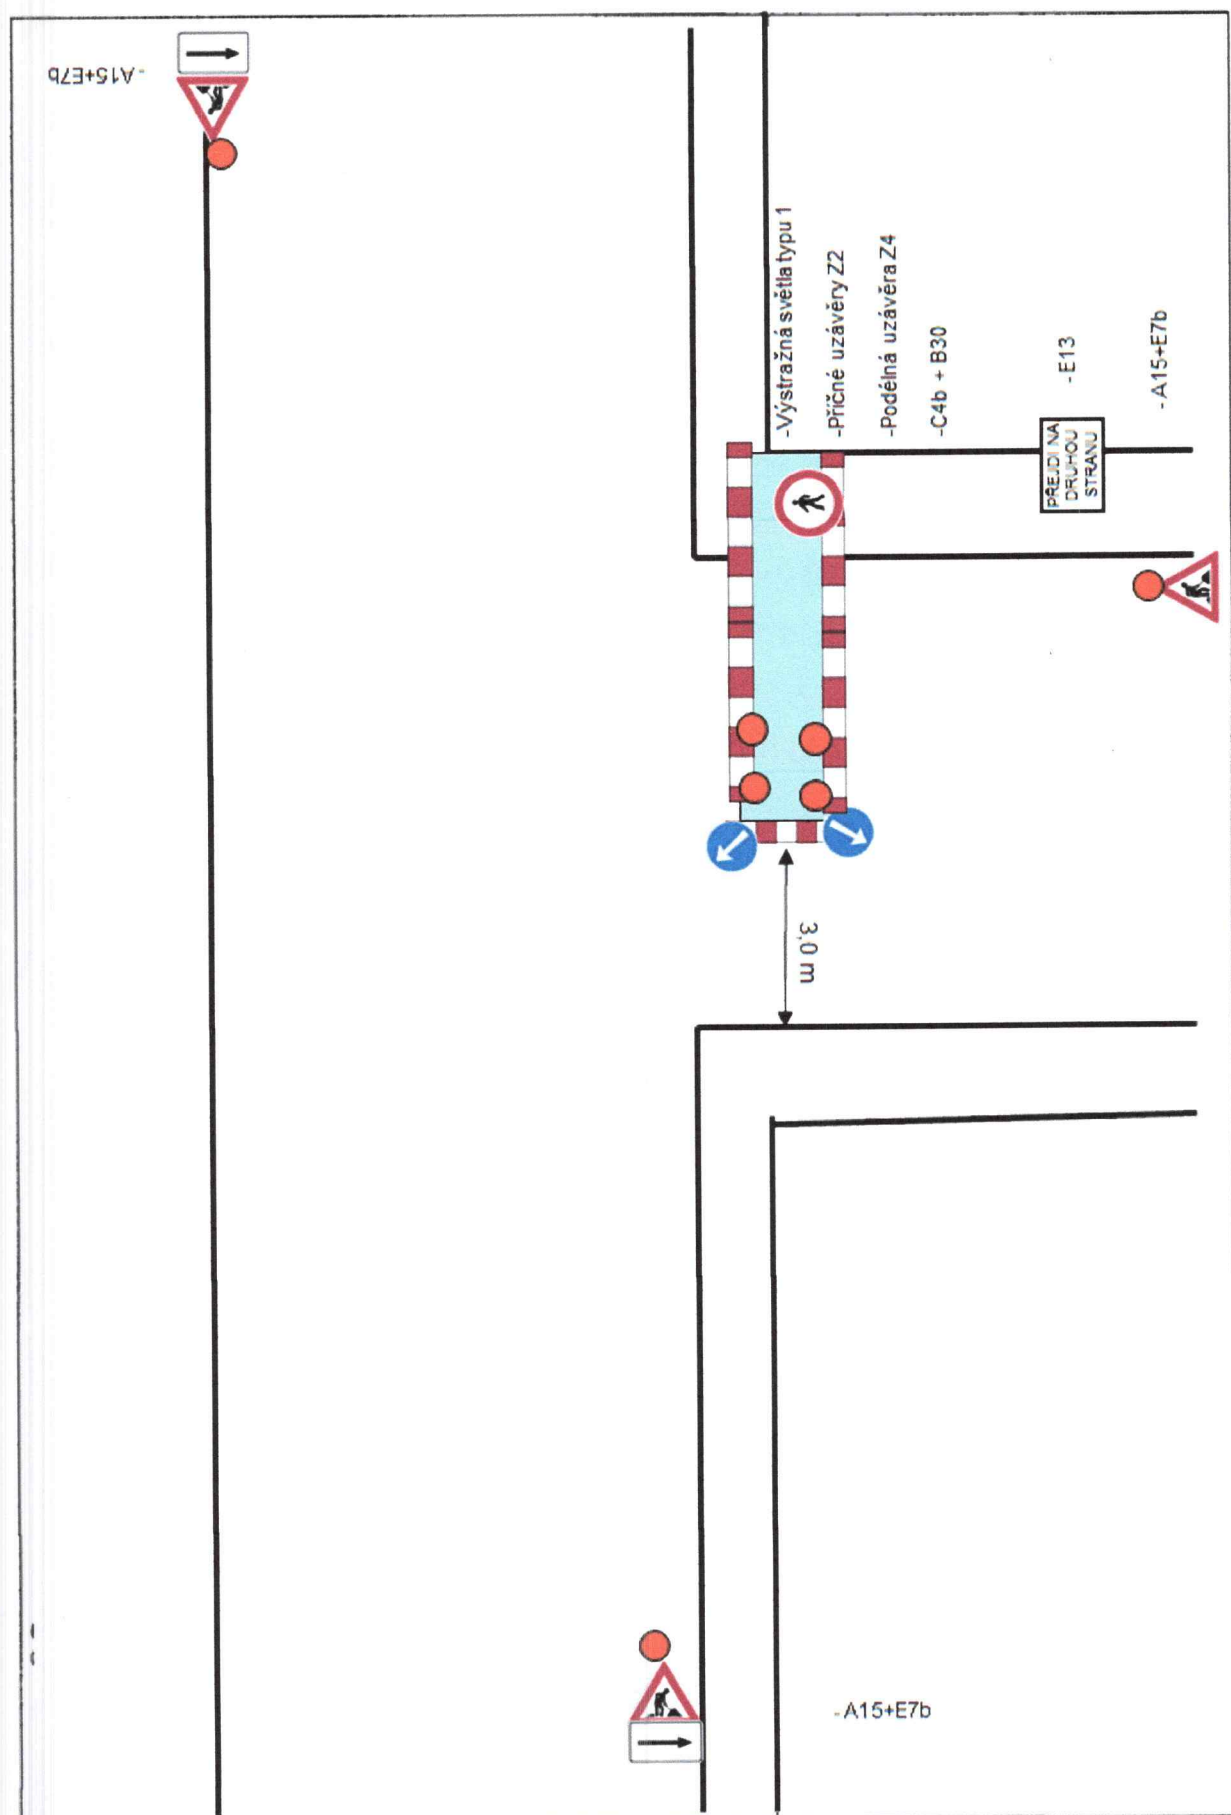 -A15+E7b
-Výstražná světla typu 1
-Příčné uzávěry Z2
-Podélná uzávěra Z4
-C4b + B30
-E13
PŘEJDI NA
DRUHOU
STRANU
-A15+E7b
3,0 m
-A15+E7b